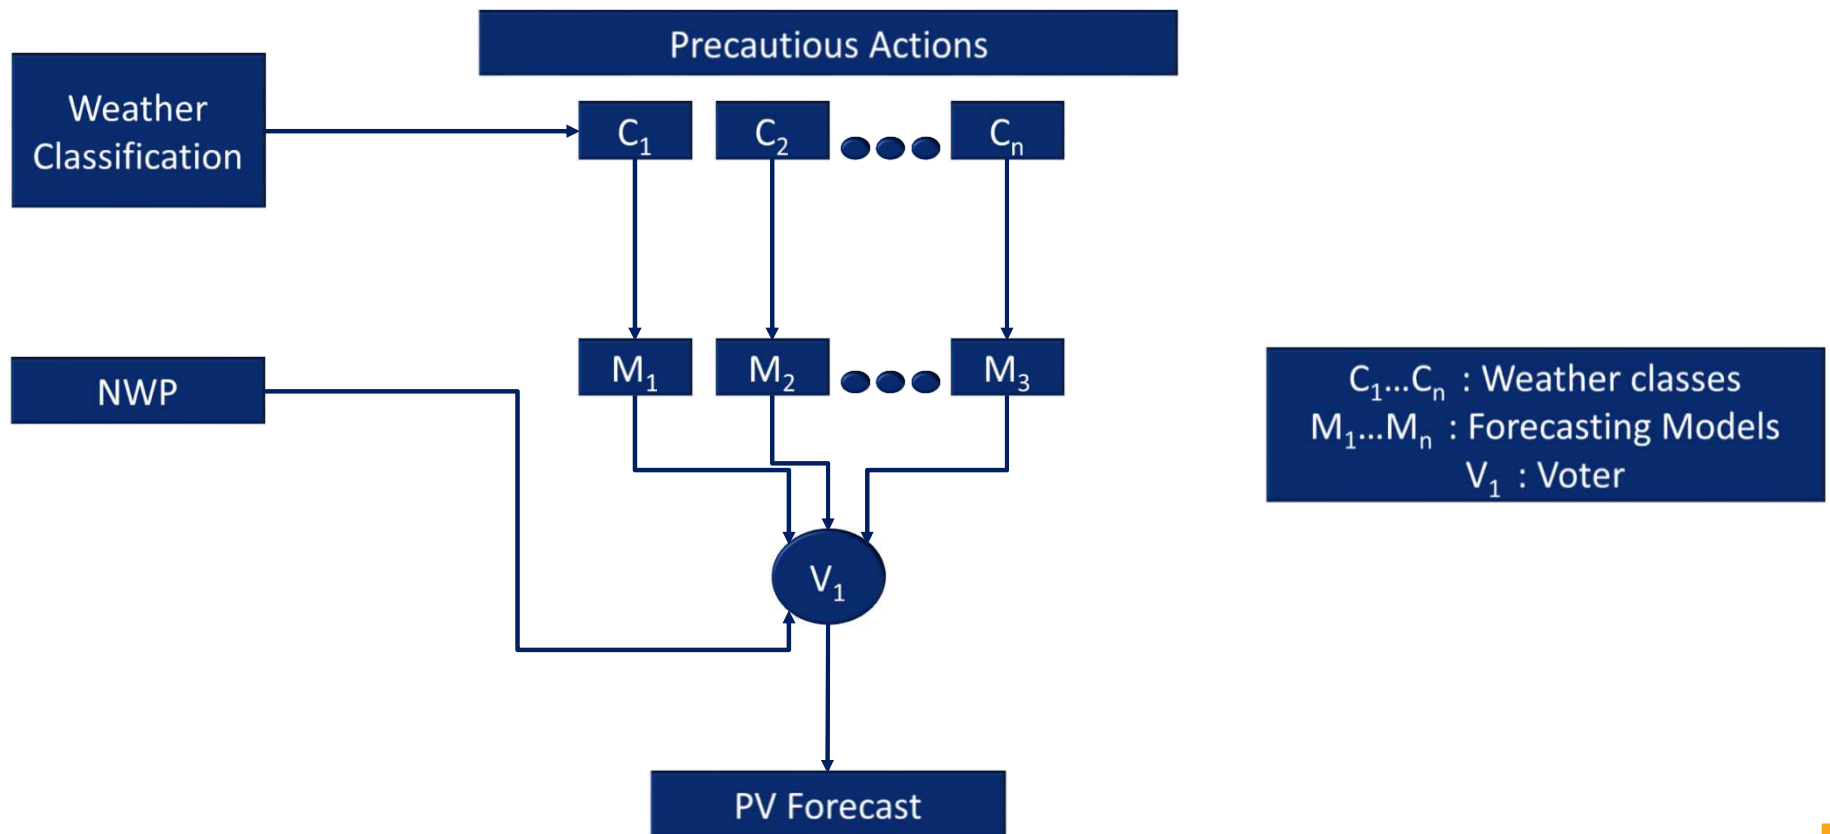 Precautious Actions
Weather
Classification
C₁
C₂
Cₙ
NWP
M₁
M₂
M₃
C₁...Cₙ : Weather classes
M₁...Mₙ : Forecasting Models
V₁ : Voter
V₁
PV Forecast